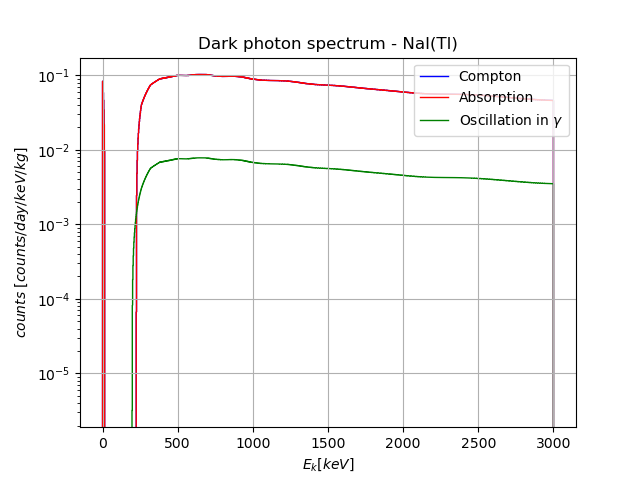 Dark photon spectrum - NaI(Tl)
counts [counts/day/keV/kg]
10⁻¹
10⁻²
10⁻³
10⁻⁴
10⁻⁵
Compton
Absorption
Oscillation in γ
0 500 1000 1500 2000 2500 3000
E_k[keV]